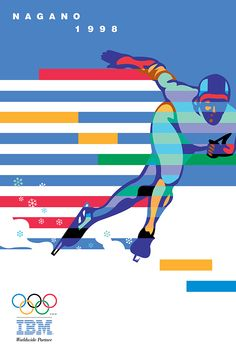 NAGANO
1998
IBM
Worldwide Partner